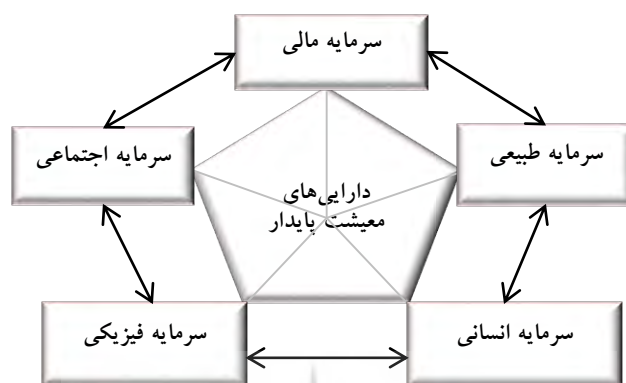 سرمایه مالی
سرمایه طبیعی
سرمایه اجتماعی
دارایی‌های
معیشت پایدار
سرمایه انسانی
سرمایه فیزیکی